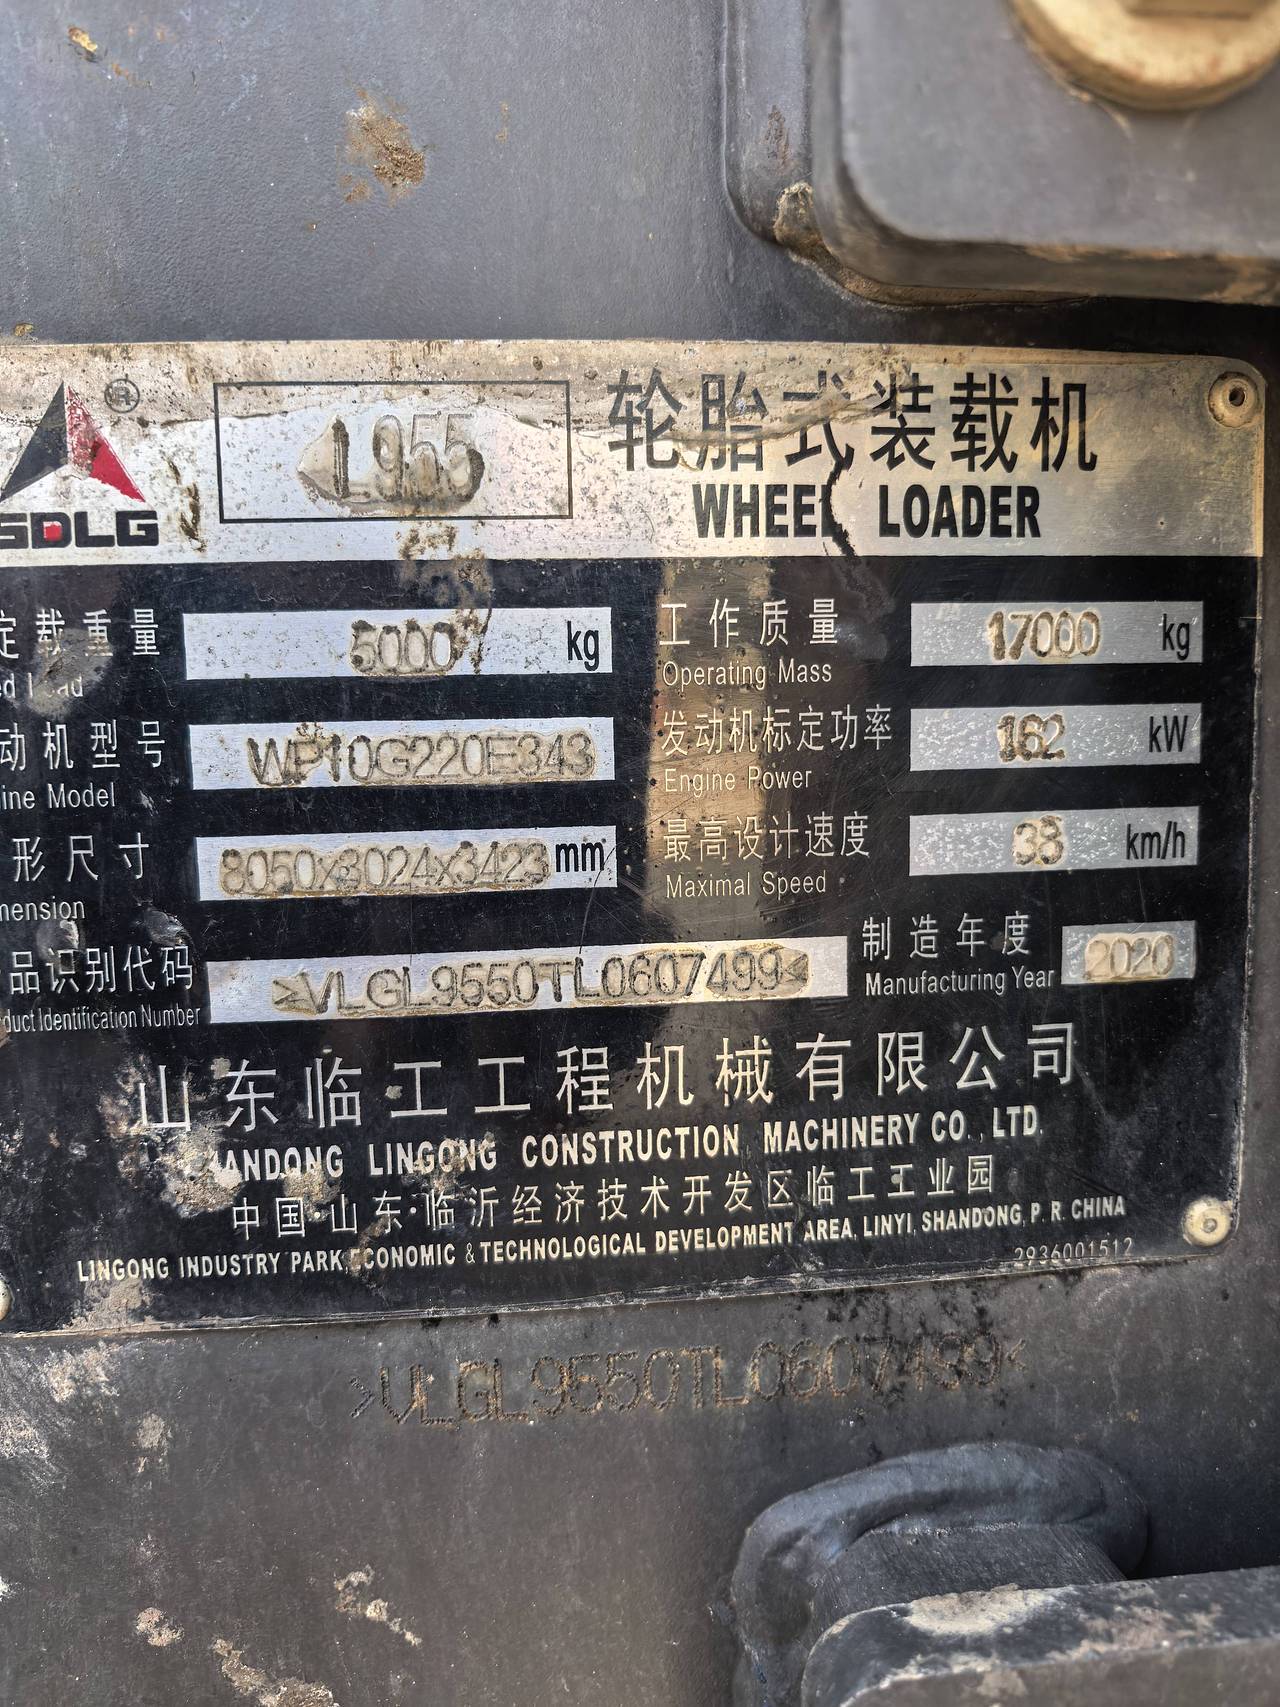 ®
L955
轮胎式装载机
SDLG
WHEEL LOADER
定载重量 5000 kg
工作质量 17000 kg
Operating Mass
动机型号 WP10G220E343
发动机标定功率 162 kW
ine Model
Engine Power
形尺寸 8050x3024x3423 mm
最高设计速度 38 km/h
mension
Maximal Speed
品识别代码 >VLGL9550TL0607499<
制造年度 2020
duct Identification Number
Manufacturing Year
山东临工工程机械有限公司
ANDONG LINGONG CONSTRUCTION MACHINERY CO., LTD.
中国·山东·临沂经济技术开发区临工工业园
LINGONG INDUSTRY PARK, ECONOMIC & TECHNOLOGICAL DEVELOPMENT AREA, LINYI, SHANDONG, P. R. CHINA
2936001512
>VLGL9550TL0607499<